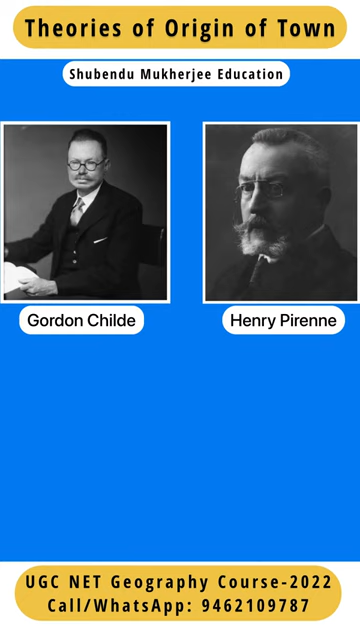 Theories of Origin of Town
Shubendu Mukherjee Education
Gordon Childe
Henry Pirenne
UGC NET Geography Course-2022
Call/WhatsApp: 9462109787